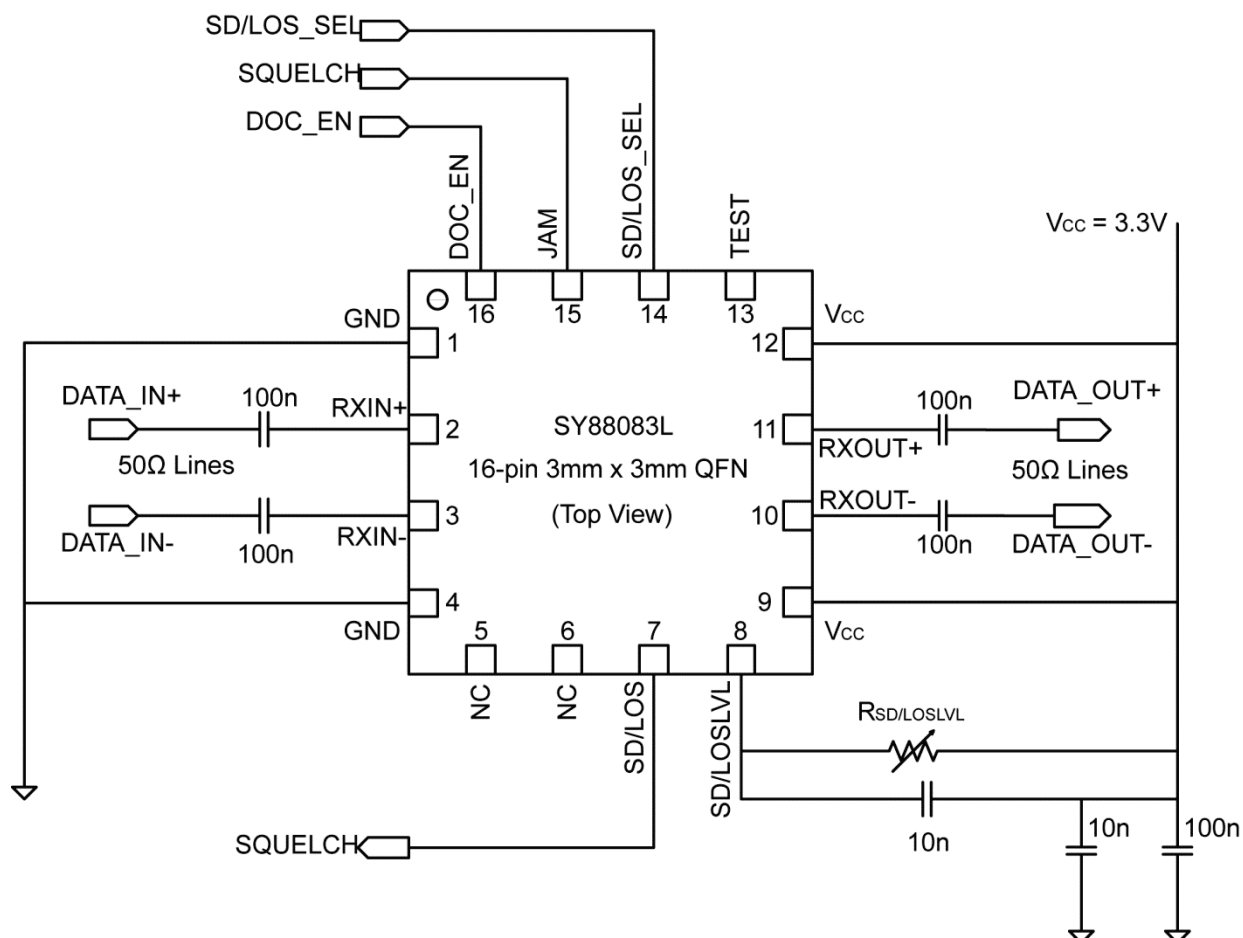 SD/LOS_SEL
SQUELCH
DOC_EN
DOC_EN
JAM
SD/LOS_SEL
TEST
VCC = 3.3V
16
15
14
13
GND
1
12
VCC
DATA_IN+
100n
RXIN+
2
SY88083L
11
RXOUT+
100n
DATA_OUT+
50Ω Lines
16-pin 3mm x 3mm QFN
50Ω Lines
DATA_IN-
100n
RXIN-
3
(Top View)
10
RXOUT-
100n
DATA_OUT-
GND
4
9
VCC
5
6
7
8
NC
NC
SD/LOS
SD/LOSLVL
RSD/LOSLVL
10n
10n
100n
SQUELCH